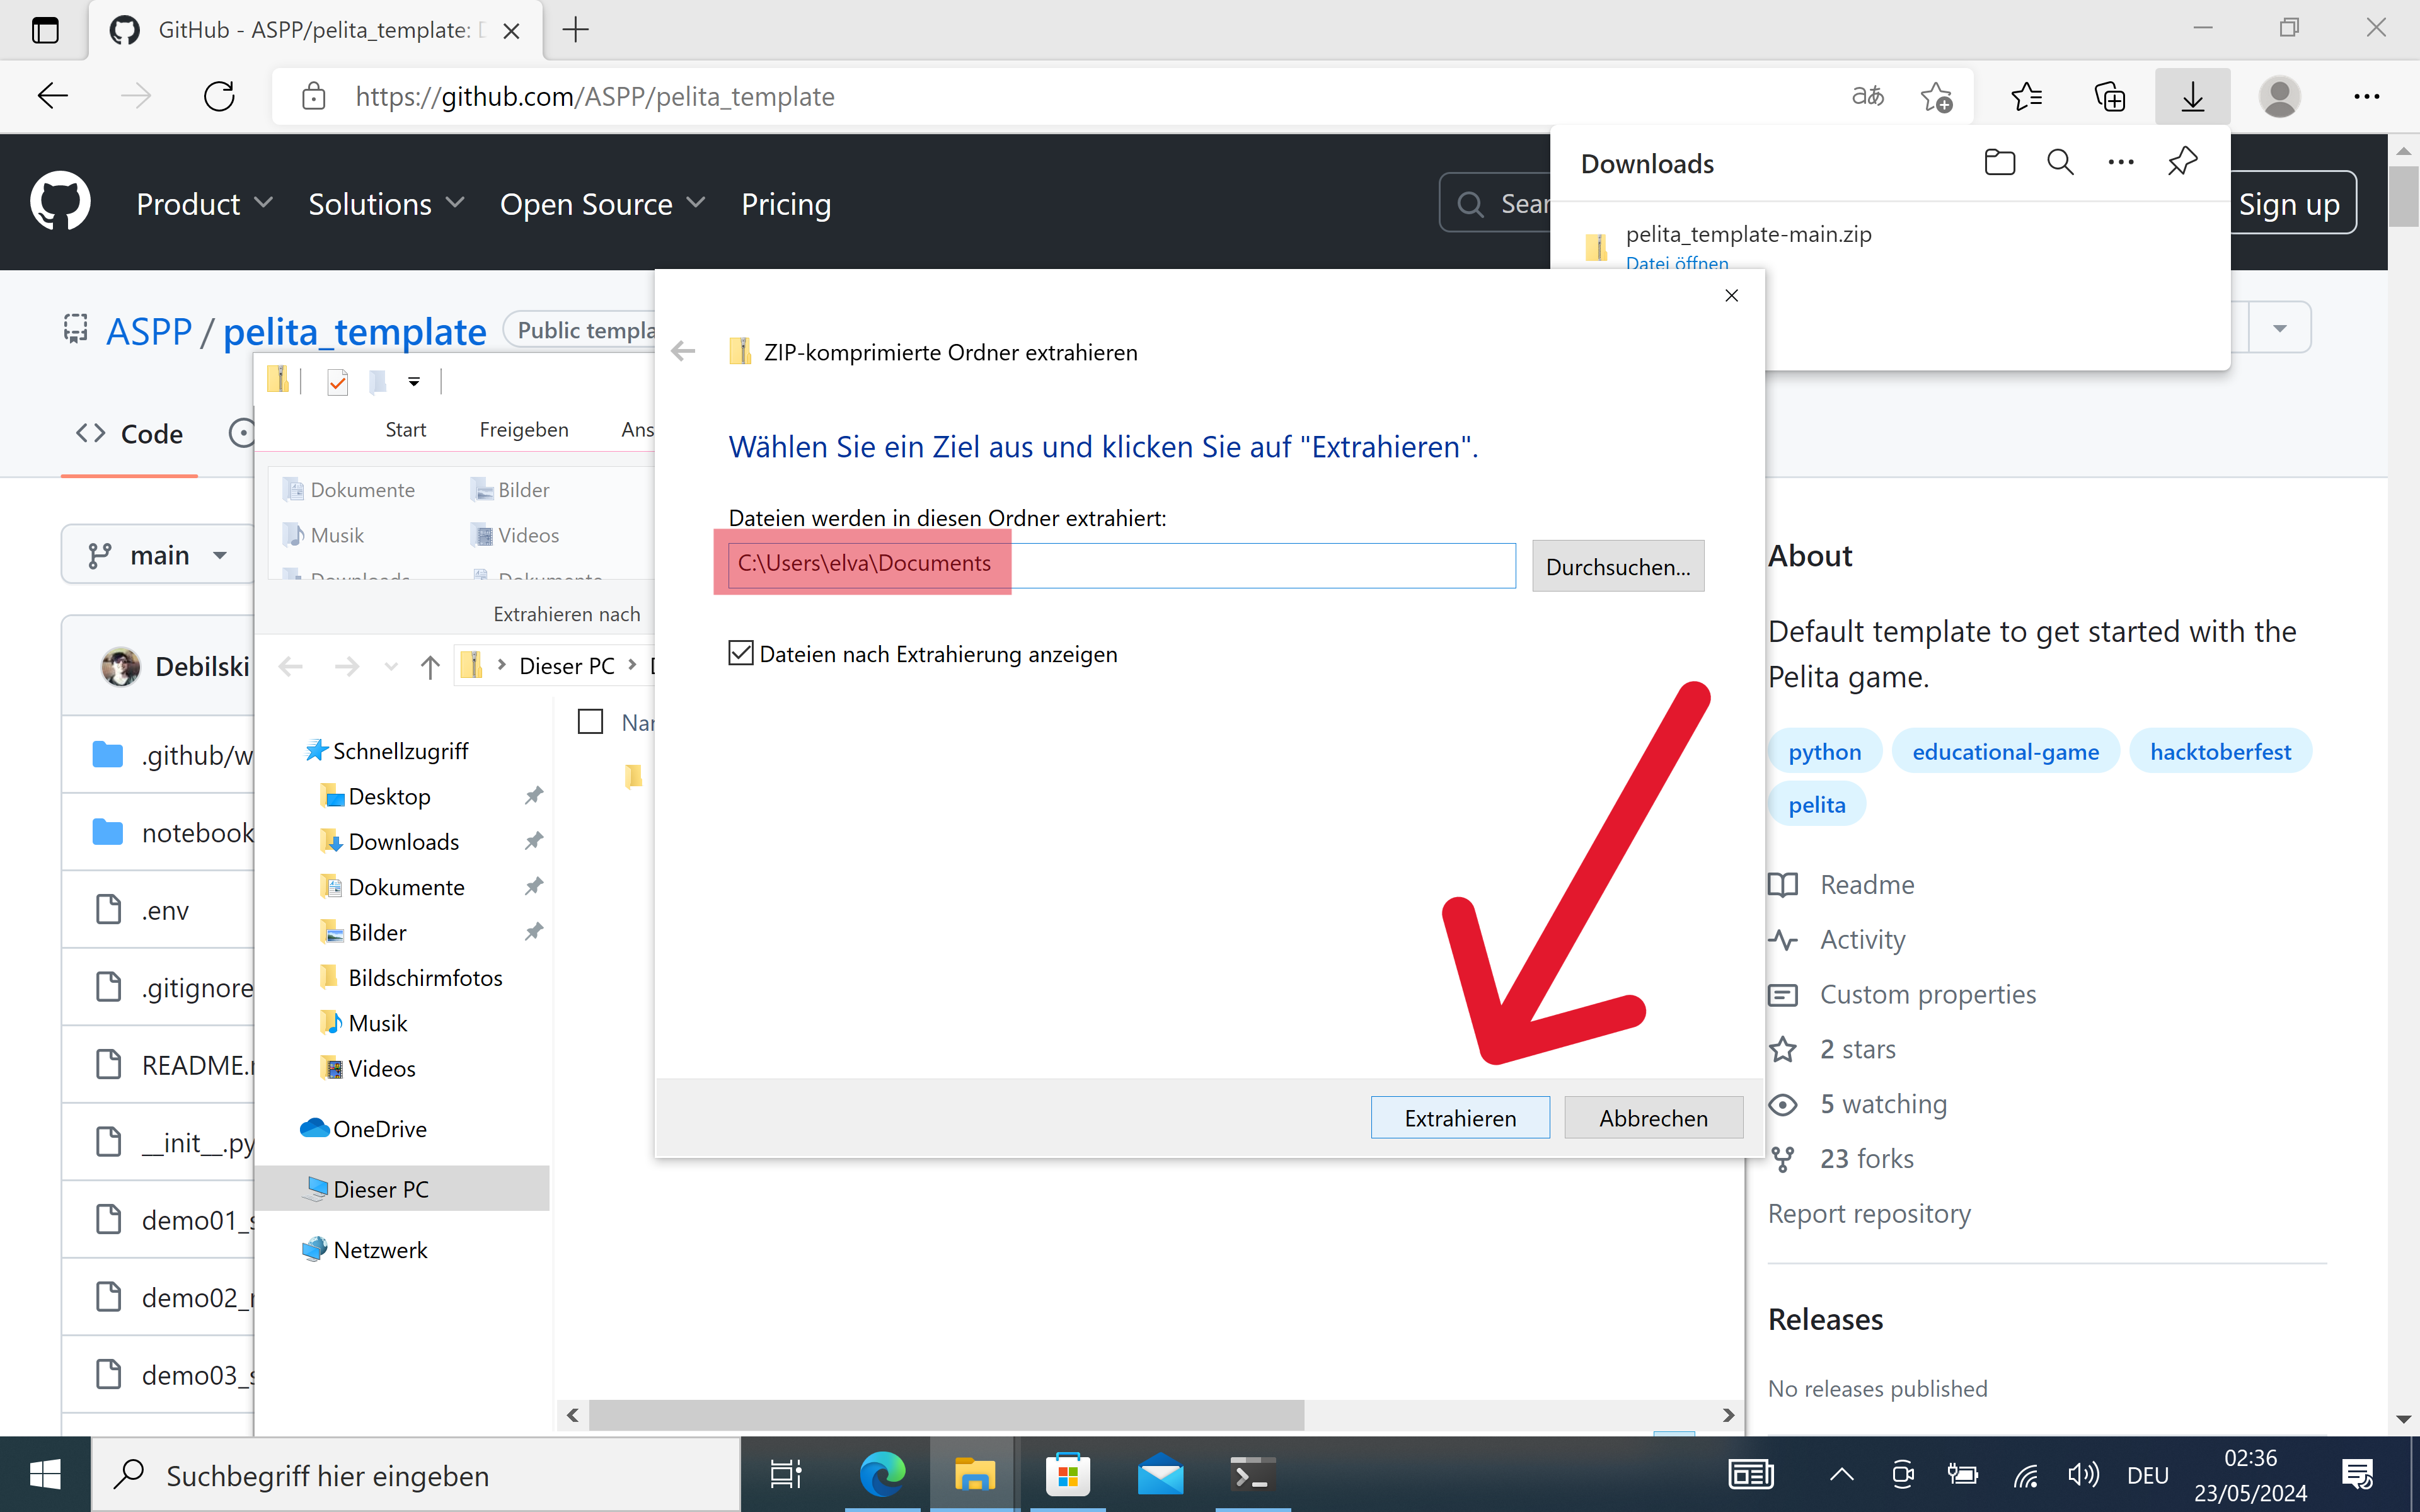 GitHub - ASPP/pelita_template:
https://github.com/ASPP/pelita_template
Downloads
pelita_template-main.zip
Datei öffnen
Product
Solutions
Open Source
Pricing
Sign up
ASPP / pelita_template
Public
Code
ZIP-komprimierte Ordner extrahieren
Wählen Sie ein Ziel aus und klicken Sie auf "Extrahieren".
Dateien werden in diesen Ordner extrahiert:
C:\Users\elva\Documents
Durchsuchen...
Dateien nach Extrahierung anzeigen
Extrahieren
Abbrechen
Start
Freigeben
Dokumente
Bilder
Musik
Videos
Downloads
Dokumente
Extrahieren nach
Dieser PC
Schnellzugriff
Desktop
Downloads
Dokumente
Bilder
Bildschirmfotos
Musik
Videos
OneDrive
Dieser PC
Netzwerk
main
Debilski
.github/w
notebook
.env
.gitignore
README.
__init__.py
demo01_
demo02_
demo03_
About
Default template to get started with the
Pelita game.
python
educational-game
hacktoberfest
pelita
Readme
Activity
Custom properties
2 stars
5 watching
23 forks
Report repository
Releases
No releases published
Suchbegriff hier eingeben
DEU
02:36
23/05/2024